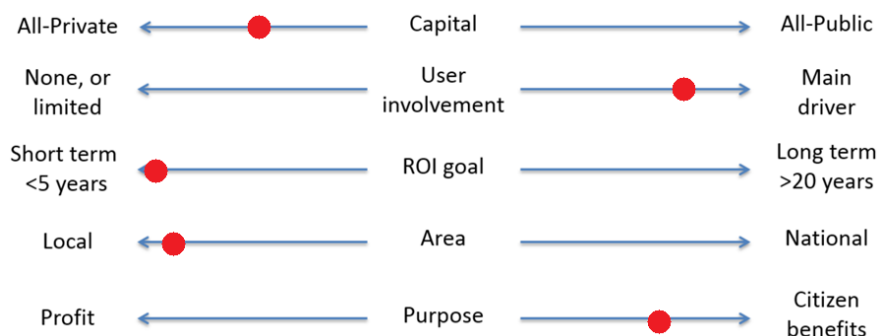 All-Private Capital All-Public
None, or limited User involvement Main driver
Short term <5 years ROI goal Long term >20 years
Local Area National
Profit Purpose Citizen benefits